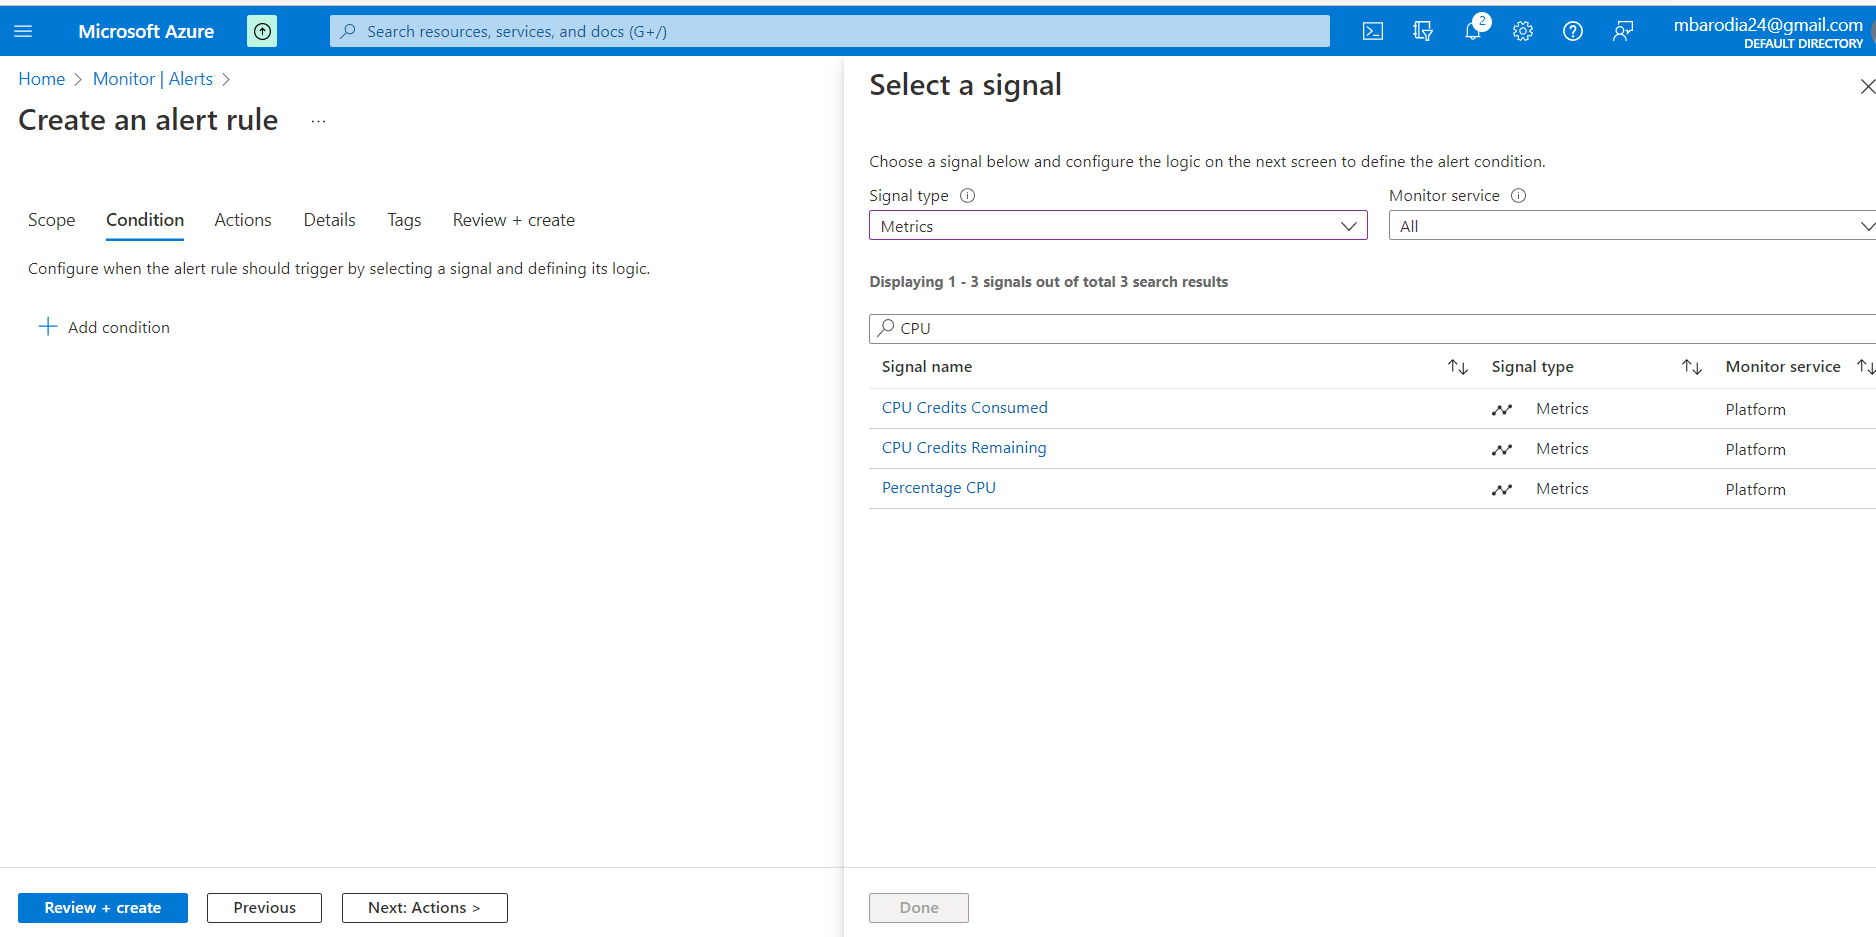 Microsoft Azure
Search resources, services, and docs (G+/)
2
mbarodia24@gmail.com
DEFAULT DIRECTORY
Home > Monitor | Alerts >
Create an alert rule ...
Scope Condition Actions Details Tags Review + create
Configure when the alert rule should trigger by selecting a signal and defining its logic.
+ Add condition
Review + create
Previous
Next: Actions >
Select a signal
Choose a signal below and configure the logic on the next screen to define the alert condition.
Signal type Monitor service
Metrics All
Displaying 1 - 3 signals out of total 3 search results
CPU
Signal name Signal type Monitor service
CPU Credits Consumed Metrics Platform
CPU Credits Remaining Metrics Platform
Percentage CPU Metrics Platform
Done